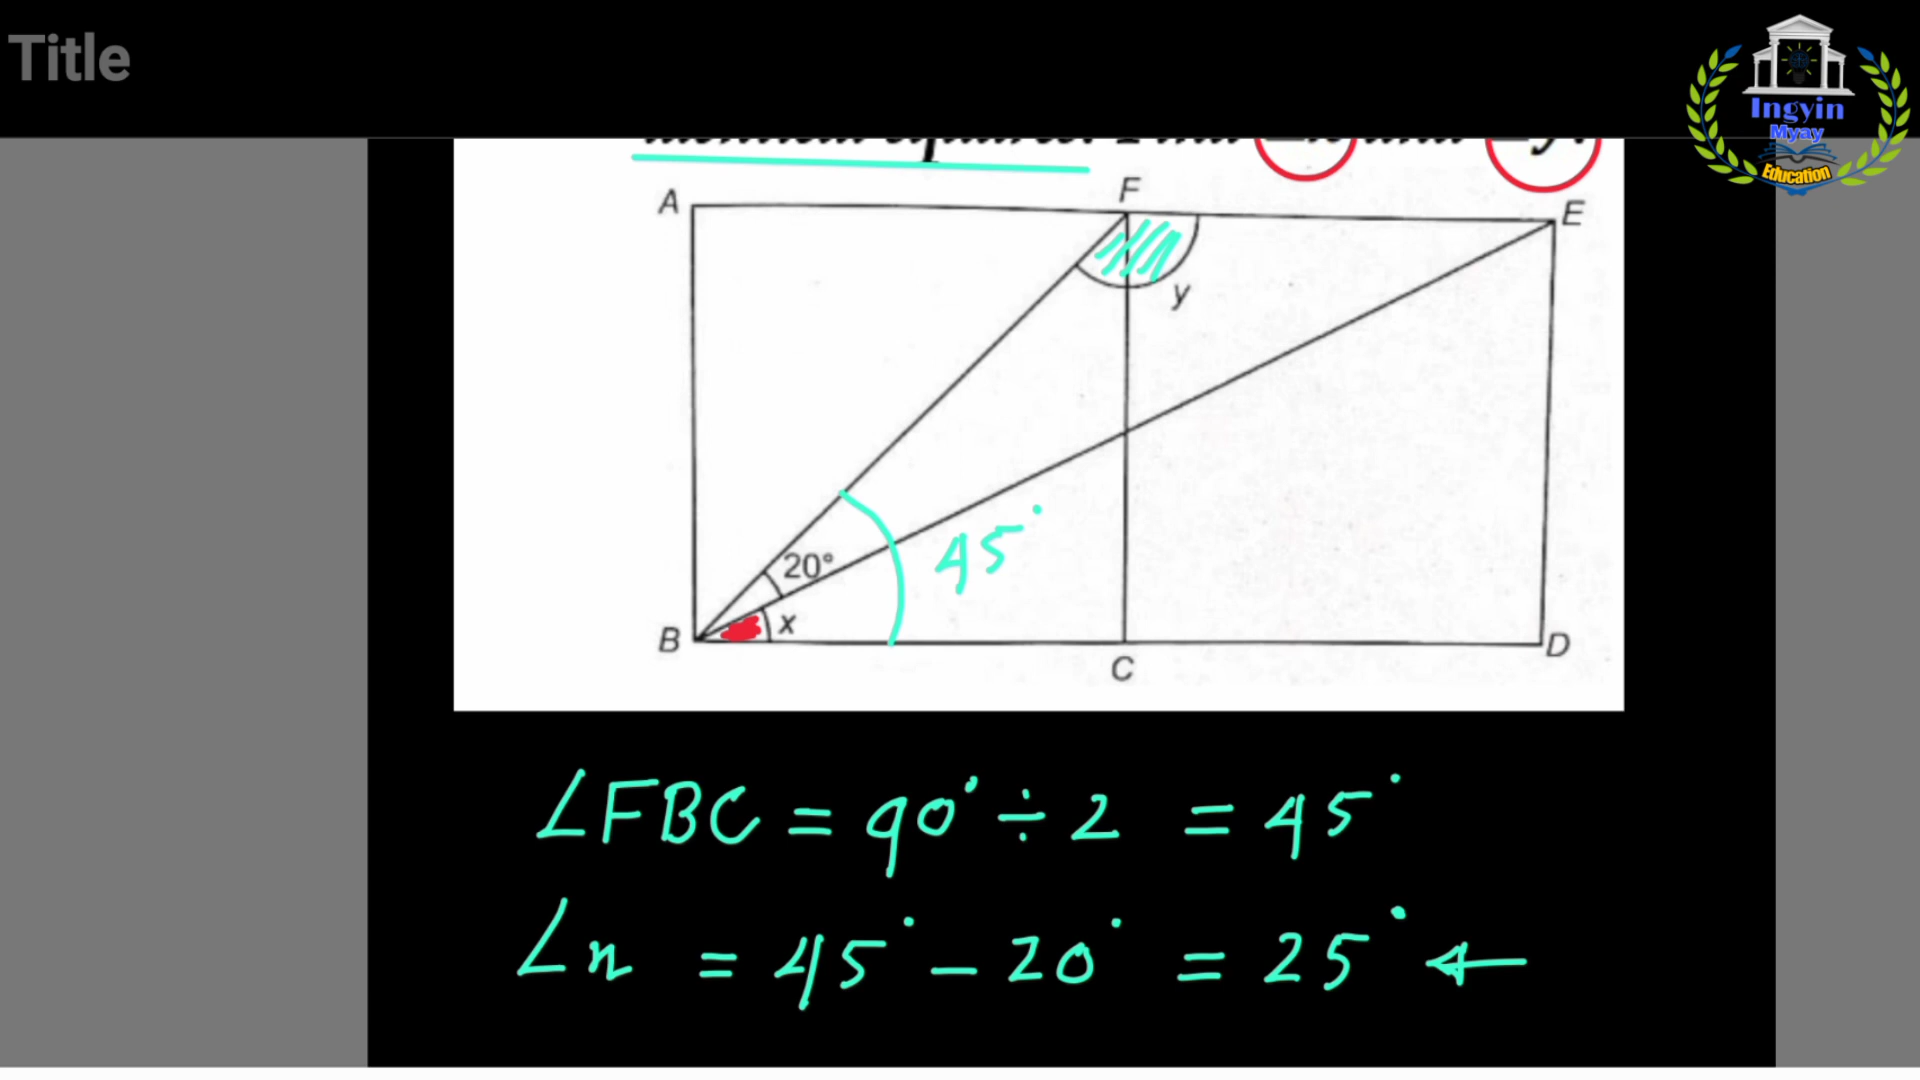 Title
Ingyin
Myay
Education
A
F
E
y
45°
20°
x
B
C
D
∠FBC = 90° ÷ 2 = 45°
∠x = 45° - 20° = 25° ←